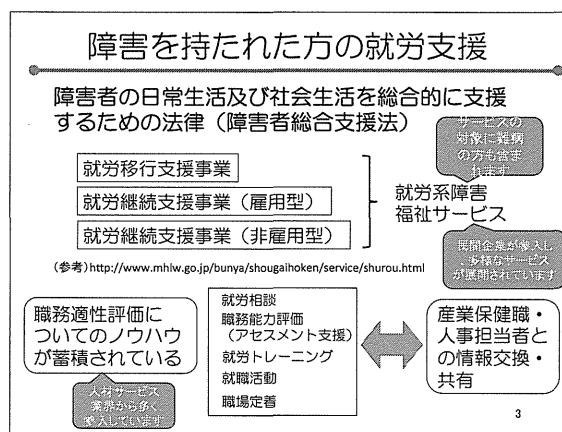 障害を持たれた方の就労支援
障害者の日常生活及び社会生活を総合的に支援
するための法律（障害者総合支援法）
サービスの
対象に難病
の方も含ま
れます
就労移行支援事業
就労継続支援事業（雇用型）
就労継続支援事業（非雇用型）
就労系障害
福祉サービス
民間企業が参入し
多様なサービス
が展開されています
(参考)http://www.mhlw.go.jp/bunya/shougaihoken/service/shurou.html
職務適性評価に
ついてのノウハウ
が蓄積されている
人材サービス
業界から多く
参入しています
就労相談
職務能力評価
（アセスメント支援）
就労トレーニング
就職活動
職場定着
産業保健職・
人事担当者と
の情報交換・
共有
3